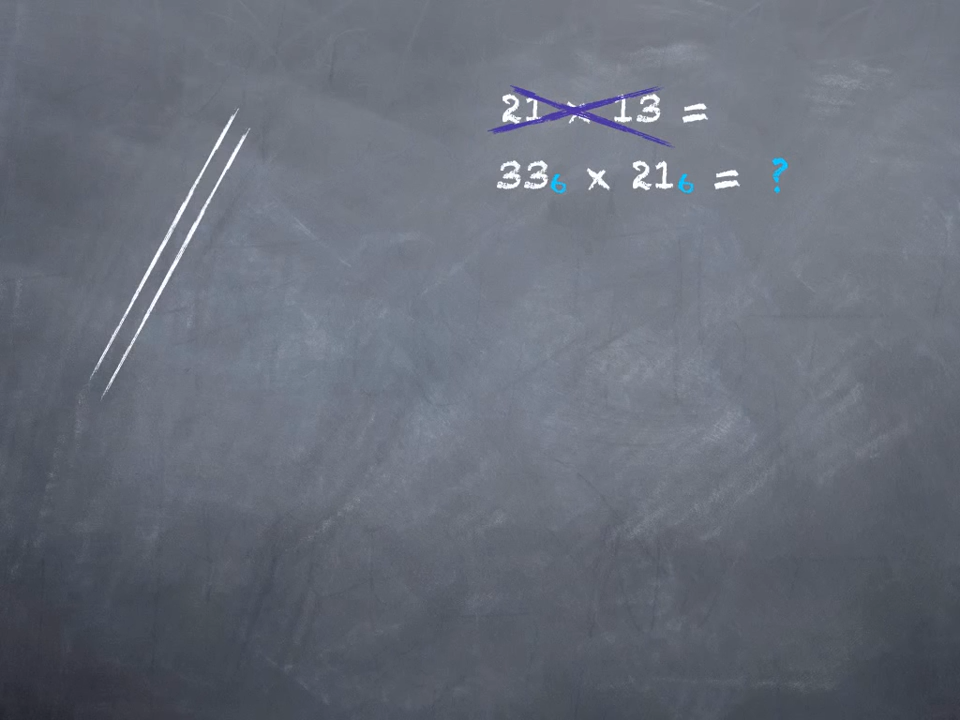 21 x 13 =
33₆ x 21₆ = ?